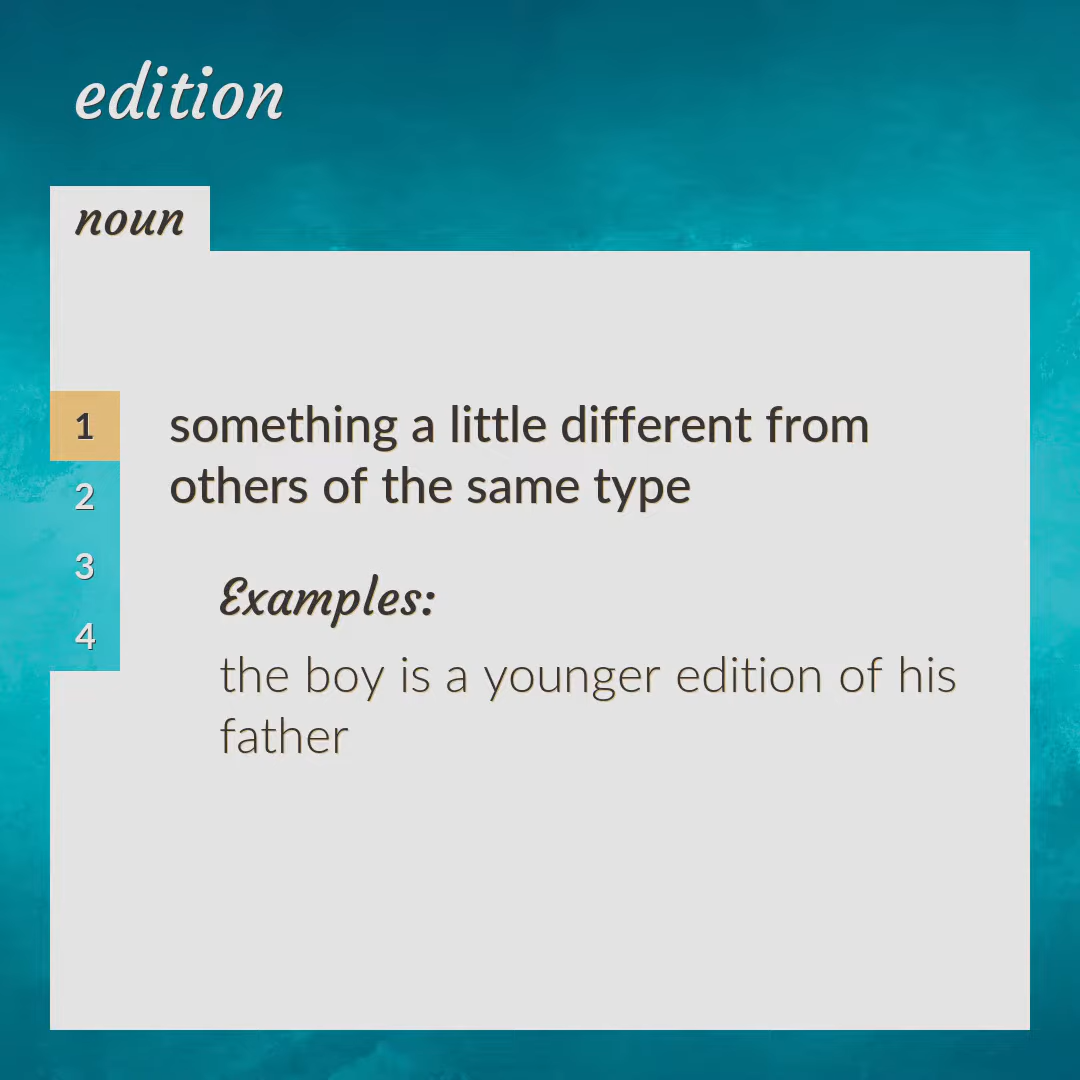 edition
noun
1
something a little different from
others of the same type
2
3
4
Examples:
the boy is a younger edition of his
father